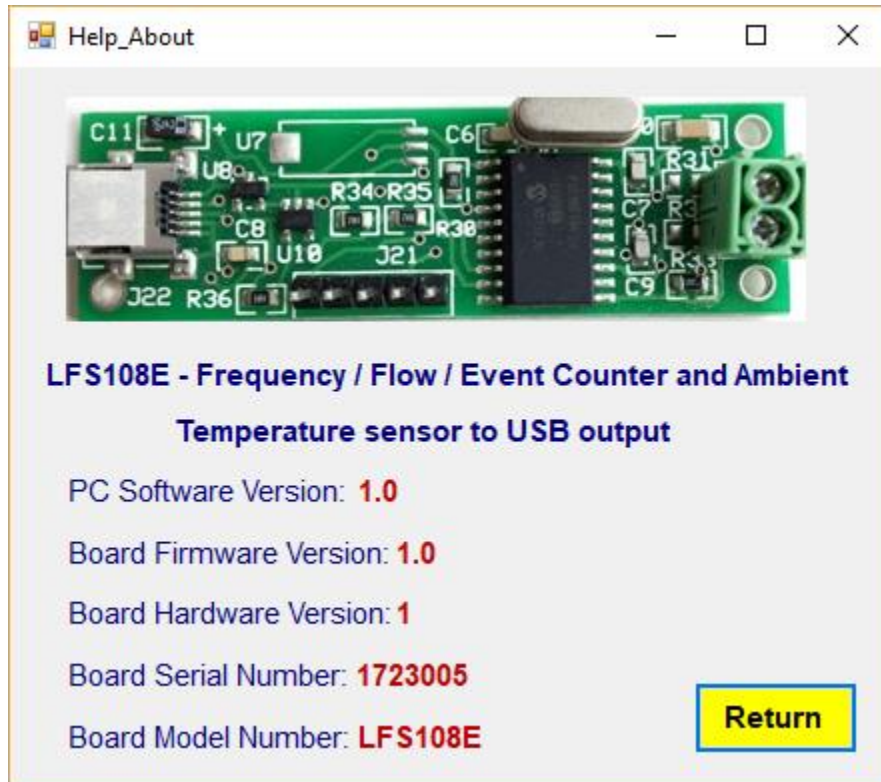 Help_About
C11
+
U7
C6
U8
R31
R34
R35
C8
R30
C7
U10
J21
J22
R36
C9
LFS108E - Frequency / Flow / Event Counter and Ambient
Temperature sensor to USB output
PC Software Version: 1.0
Board Firmware Version: 1.0
Board Hardware Version: 1
Board Serial Number: 1723005
Board Model Number: LFS108E
Return